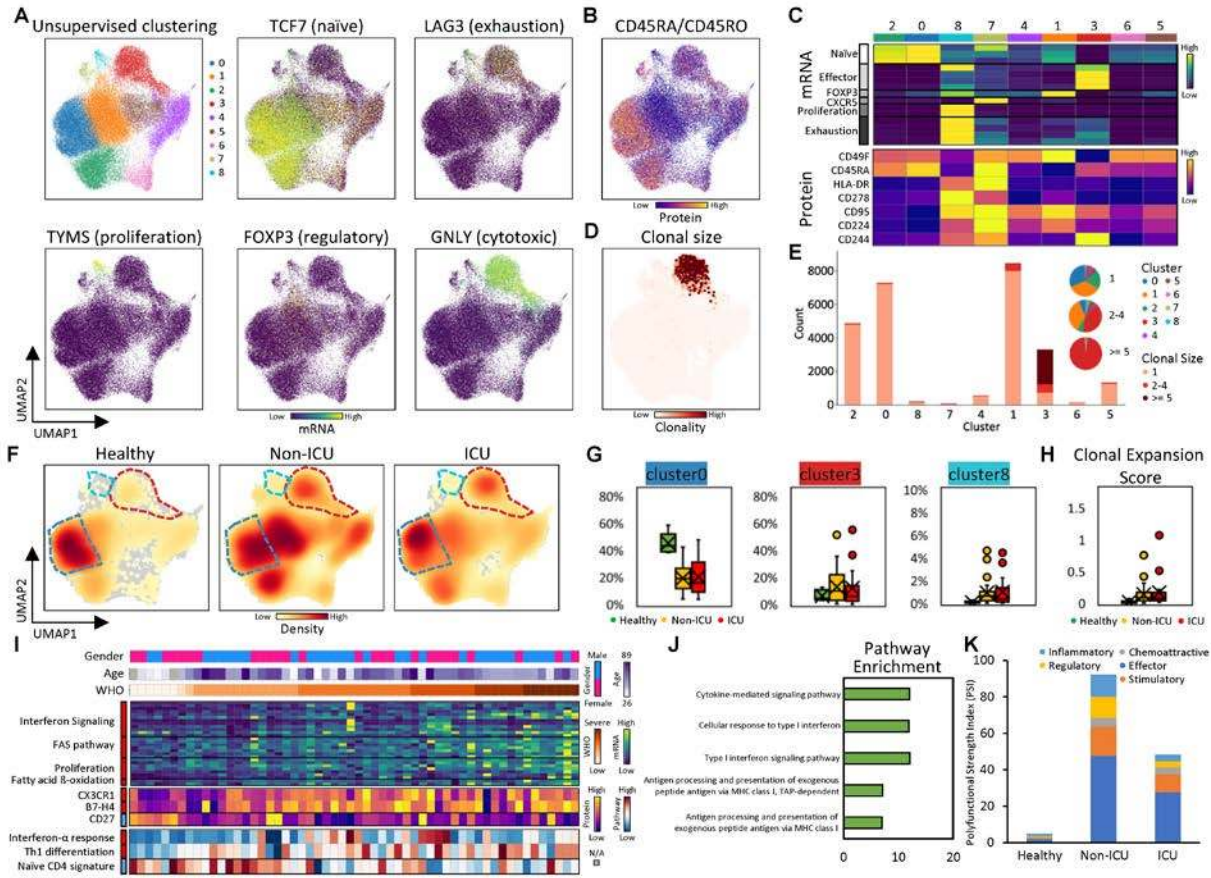 A
Unsupervised clustering
0
1
2
3
4
5
6
7
8
TCF7 (naïve)
LAG3 (exhaustion)
B
CD45RA/CD45RO
Low High
Protein
TYMS (proliferation)
FOXP3 (regulatory)
GNLY (cytotoxic)
UMAP2
UMAP1
Low High
mRNA
D
Clonal size
Low High
Clonality
C
2 0 8 7 4 1 3 6 5
mRNA
Naïve
Effector
FOXP3
CXCR5
Proliferation
Exhaustion
High
Low
Protein
CD49F
CD45RA
HLA-DR
CD278
CD95
CD224
CD244
High
Low
E
Count
8000
6000
4000
2000
0
2 0 8 7 4 1 3 6 5
Cluster
1
2-4
>= 5
Cluster
0 5
1 6
2 7
3 8
4
Clonal Size
1
2-4
>= 5
F
Healthy
Non-ICU
ICU
UMAP2
UMAP1
Low High
Density
G
cluster0
80%
60%
40%
20%
0%
cluster3
80%
60%
40%
20%
0%
cluster8
10%
8%
6%
4%
2%
0%
Healthy Non-ICU ICU
Healthy Non-ICU ICU
H
Clonal Expansion
Score
1.5
1
0.5
0
I
Gender
Age
WHO
Interferon Signaling
FAS pathway
Proliferation
Fatty acid ß-oxidation
CX3CR1
B7-H4
CD27
Interferon-α response
Th1 differentiation
Naïve CD4 signature
Male
Gender
Female
89
Age
26
Severe
WHO
Low
High
mRNA
Low
High
Protein
Low
High
Pathway
Low
N/A
J
Pathway
Enrichment
Cytokine-mediated signaling pathway
Cellular response to type I interferon
Type I interferon signaling pathway
Antigen processing and presentation of exogenous
peptide antigen via MHC class I, TAP-dependent
Antigen processing and presentation of
exogenous peptide antigen via MHC class I
0 10 20
K
Polyfunctional Strength Index (PSI)
100
80
60
40
20
0
Inflammatory Chemoattractive
Regulatory Effector
Stimulatory
Healthy Non-ICU ICU